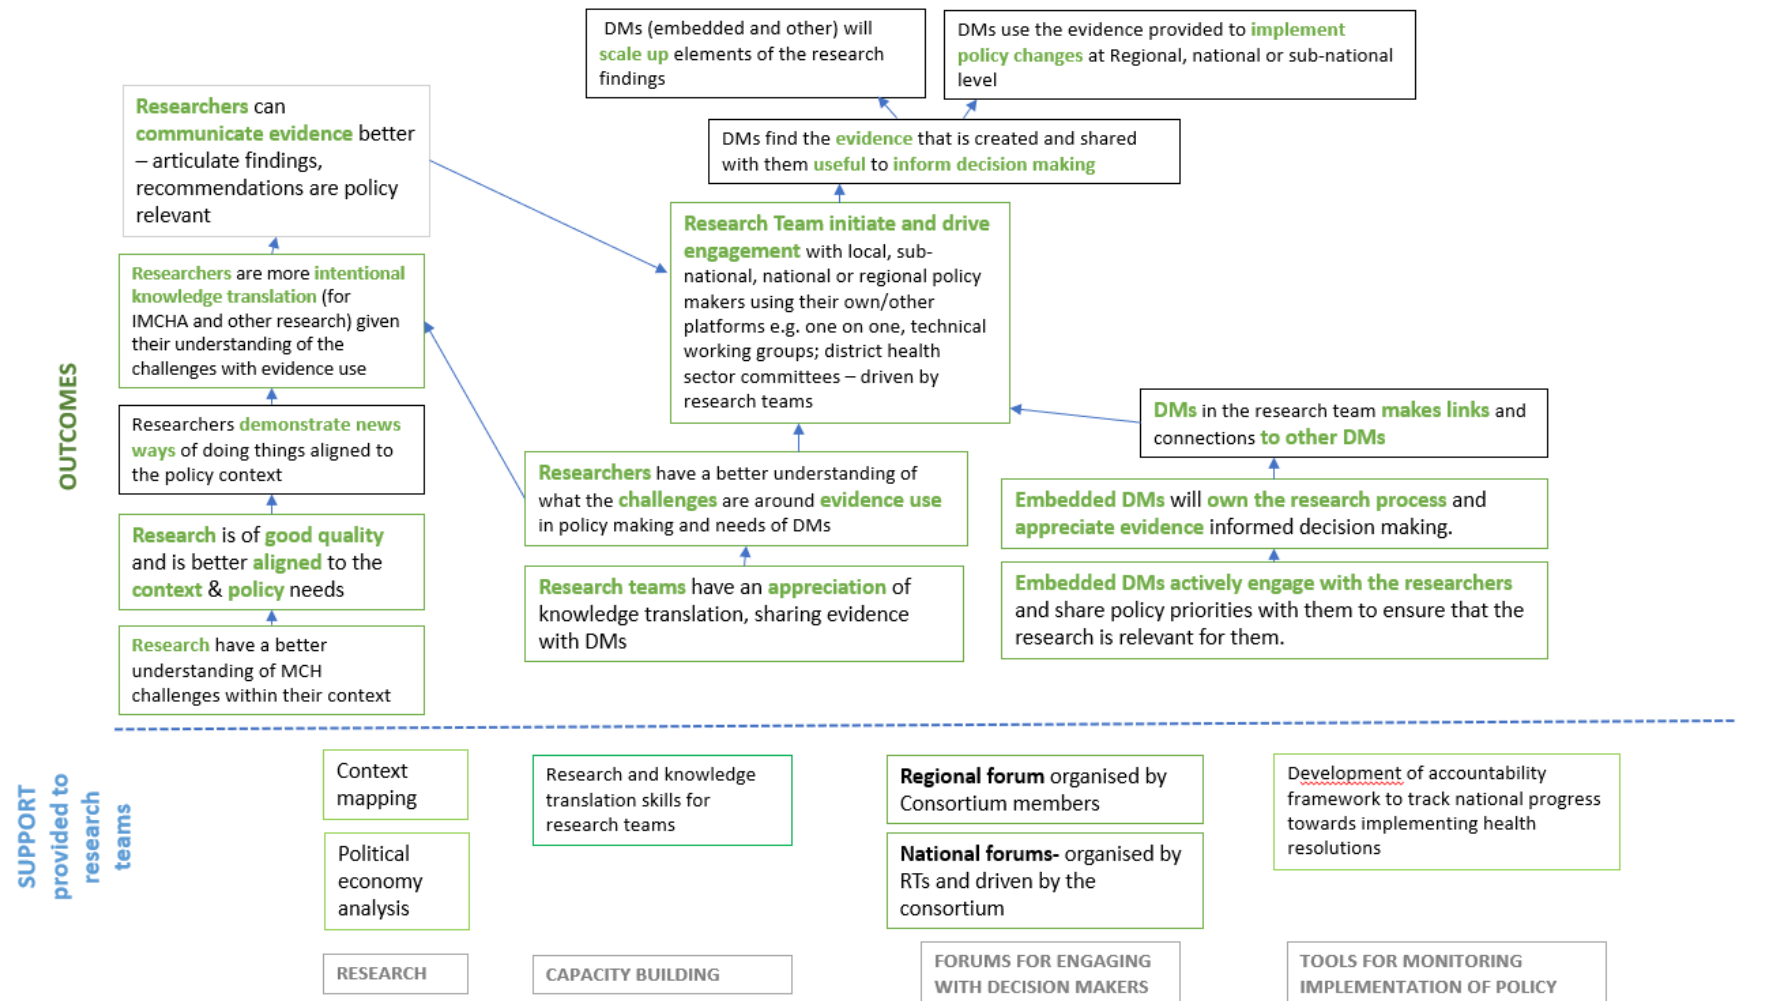 DMs (embedded and other) will
scale up elements of the research
findings
DMs use the evidence provided to implement
policy changes at Regional, national or sub-national
level
Researchers can
communicate evidence better
– articulate findings,
recommendations are policy
relevant
DMs find the evidence that is created and shared
with them useful to inform decision making
Research Team initiate and drive
engagement with local, sub-
national, national or regional policy
makers using their own/other
platforms e.g. one on one, technical
working groups; district health
sector committees – driven by
research teams
Researchers are more intentional
knowledge translation (for
IMCHA and other research) given
their understanding of the
challenges with evidence use
OUTCOMES
Researchers demonstrate news
ways of doing things aligned to
the policy context
DMs in the research team makes links and
connections to other DMs
Researchers have a better understanding of
what the challenges are around evidence use
in policy making and needs of DMs
Embedded DMs will own the research process and
appreciate evidence informed decision making.
Research is of good quality
and is better aligned to the
context & policy needs
Research teams have an appreciation of
knowledge translation, sharing evidence
with DMs
Embedded DMs actively engage with the researchers
and share policy priorities with them to ensure that the
research is relevant for them.
Research have a better
understanding of MCH
challenges within their context
SUPPORT
provided to
research
teams
Context
mapping
Research and knowledge
translation skills for
research teams
Regional forum organised by
Consortium members
Development of accountability
framework to track national progress
towards implementing health
resolutions
Political
economy
analysis
National forums- organised by
RTs and driven by the
consortium
RESEARCH
CAPACITY BUILDING
FORUMS FOR ENGAGING
WITH DECISION MAKERS
TOOLS FOR MONITORING
IMPLEMENTATION OF POLICY